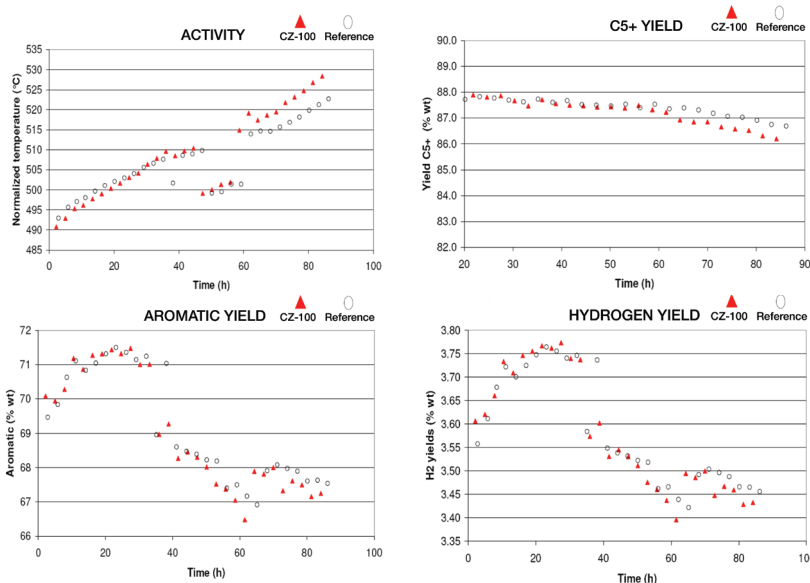 ACTIVITY
CZ-100 Reference
Normalized temperature (°C)
535
530
525
520
515
510
505
500
495
490
485
0 20 40 60 80 100
Time (h)
C5+ YIELD
CZ-100 Reference
Yield C5+ (% wt)
90.0
89.0
88.0
87.0
86.0
85.0
84.0
83.0
82.0
20 30 40 50 60 70 80 90
Time (h)
AROMATIC YIELD
CZ-100 Reference
Aromatic (% wt)
72
71
70
69
68
67
66
0 20 40 60 80 100
Time (h)
HYDROGEN YIELD
CZ-100 Reference
H2 yields (% wt)
3.80
3.75
3.70
3.65
3.60
3.55
3.50
3.45
3.40
3.35
0 20 40 60 80 100
Time (h)